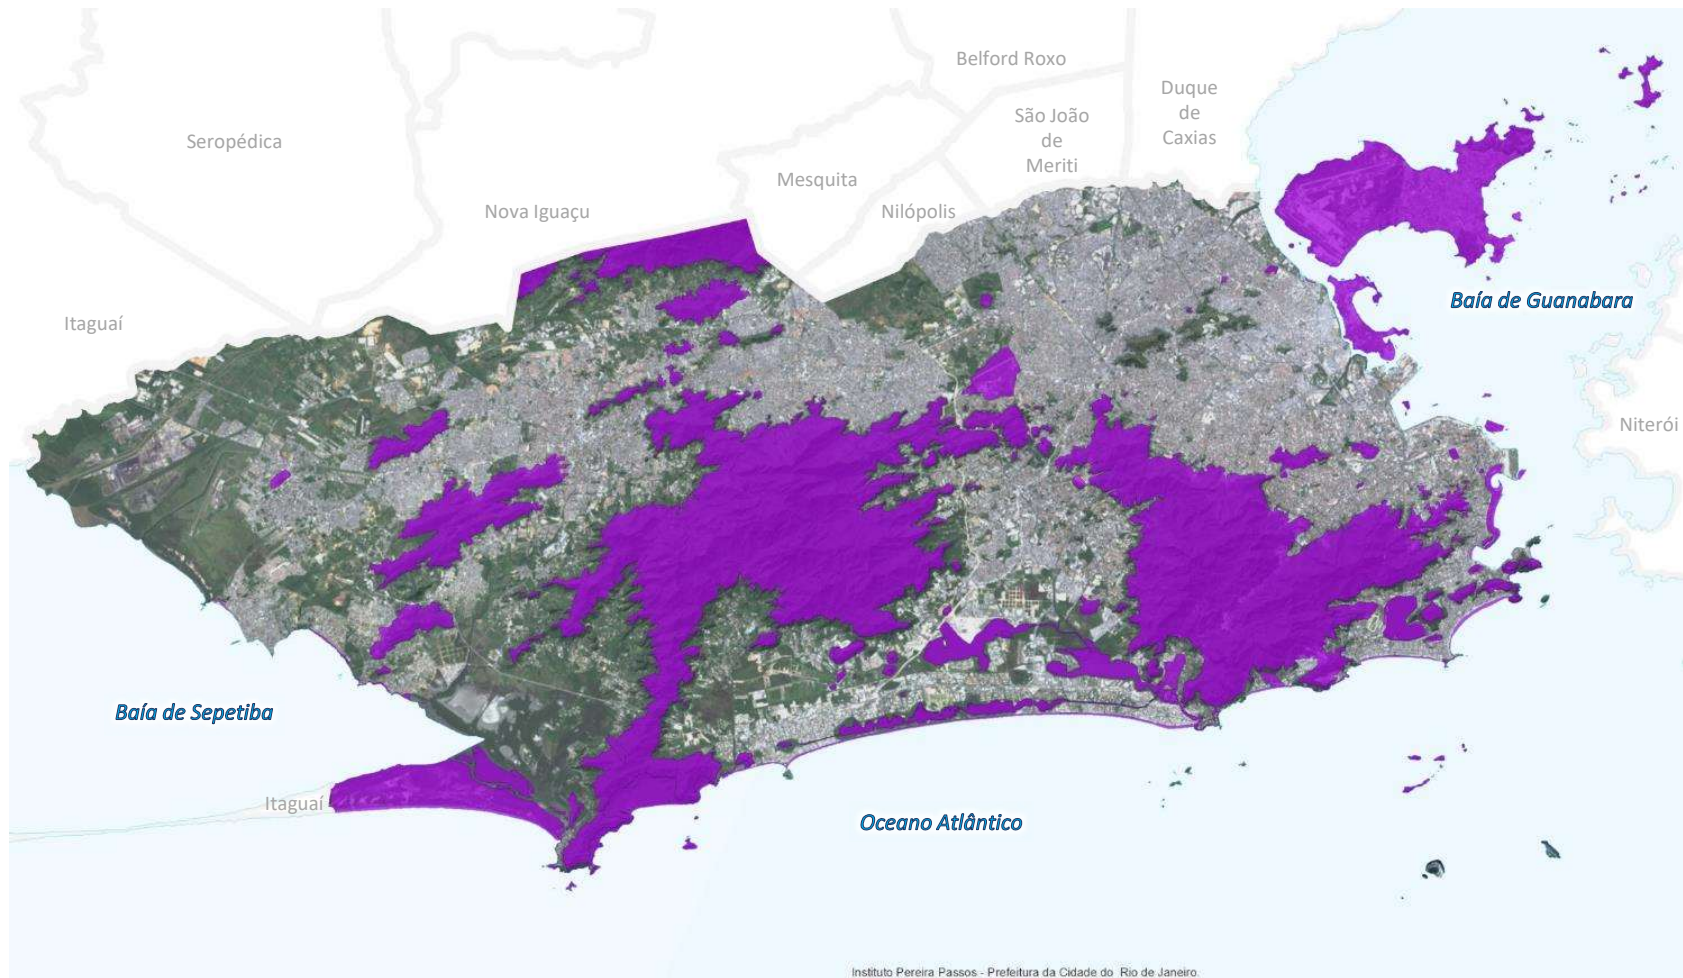 Belford Roxo
Duque
de
Caxias
Seropédica
São João
de
Meriti
Mesquita
Nova Iguaçu
Nilópolis
Itaguaí
Baía de Guanabara
Niterói
Baía de Sepetiba
Itaguaí
Oceano Atlântico
Instituto Pereira Passos - Prefeitura da Cidade do Rio de Janeiro.